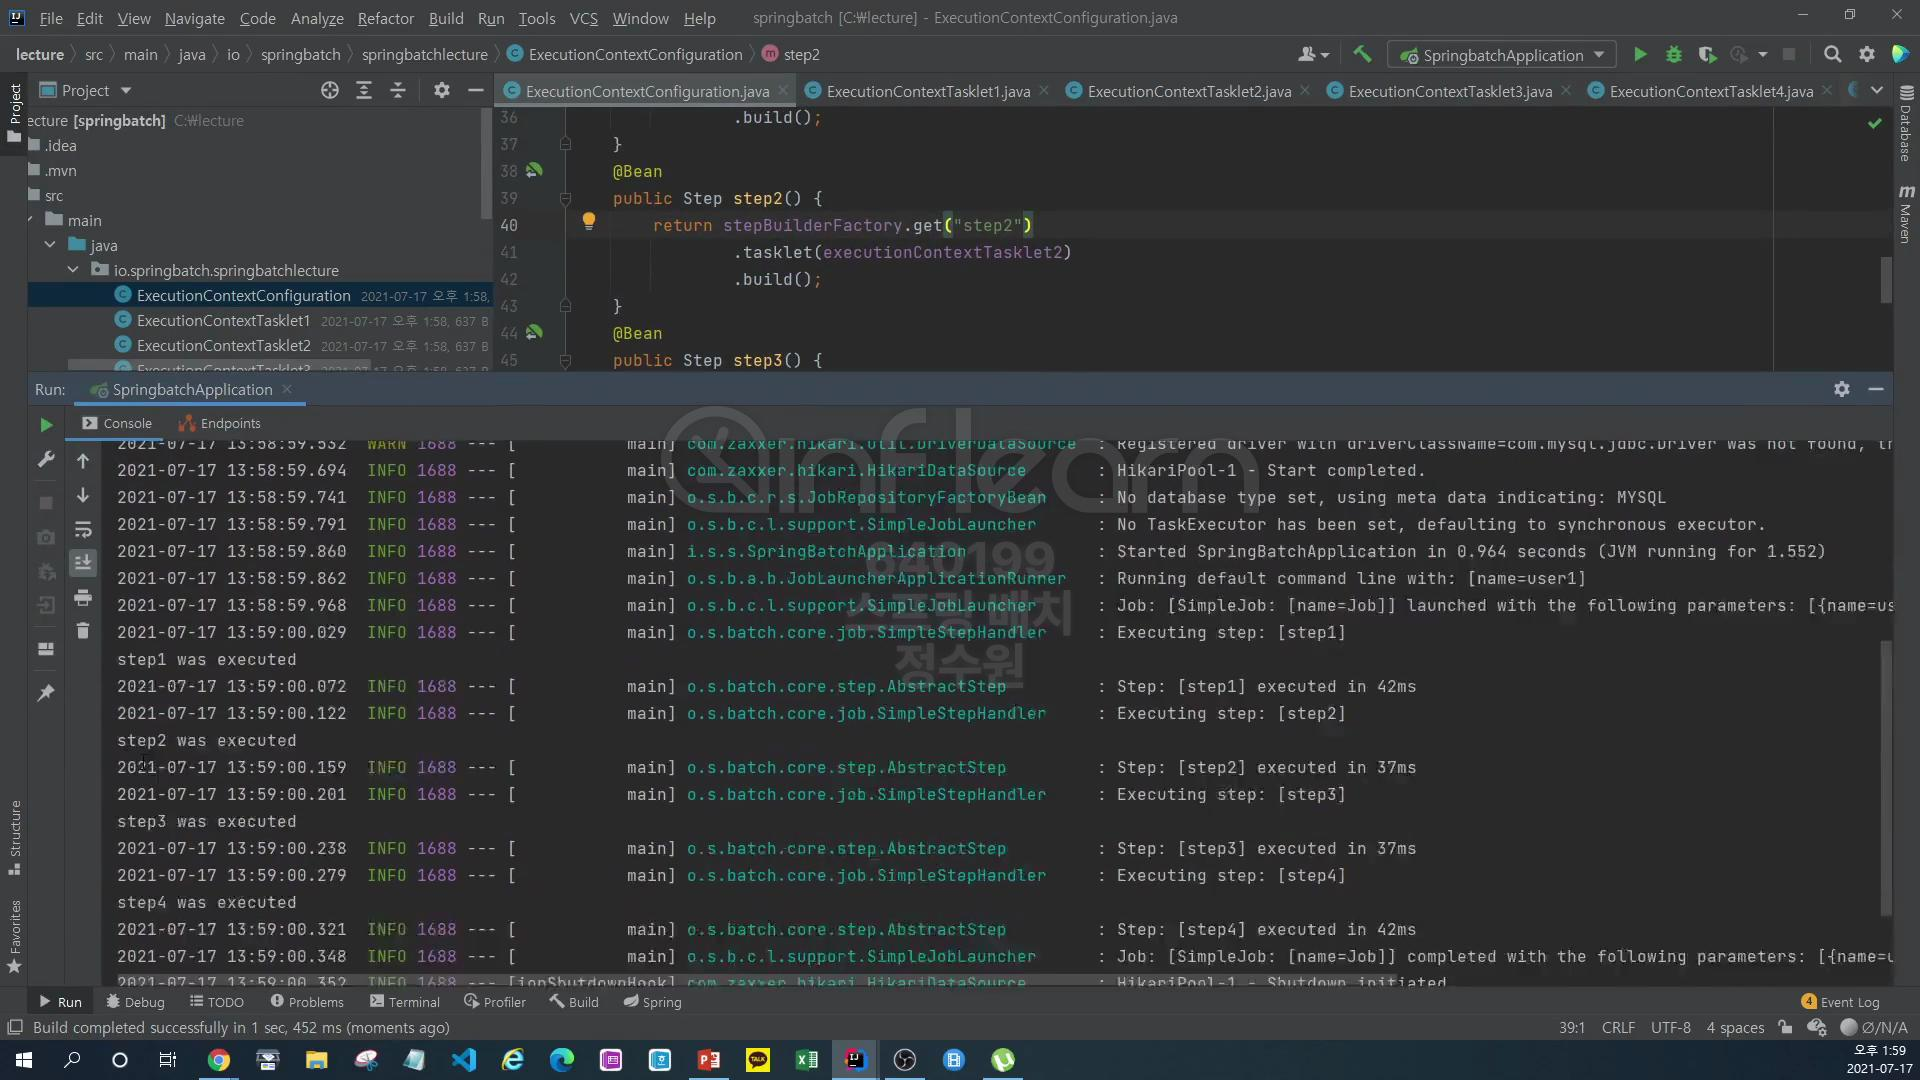 File Edit View Navigate Code Analyze Refactor Build Run Tools VCS Window Help springbatch [C:₩lecture] - ExecutionContextConfiguration.java
lecture src main java io springbatch springbatchlecture ExecutionContextConfiguration step2 SpringbatchApplication
Project
ExecutionContextConfiguration.java ExecutionContextTasklet1.java ExecutionContextTasklet2.java ExecutionContextTasklet3.java ExecutionContextTasklet4.java
Project
Database
Maven
ecture [springbatch] C:₩lecture
.idea
.mvn
src
main
java
io.springbatch.springbatchlecture
ExecutionContextConfiguration 2021-07-17 오후 1:58,
ExecutionContextTasklet1 2021-07-17 오후 1:58, 637 B
ExecutionContextTasklet2 2021-07-17 오후 1:58, 637 B
ExecutionContextTasklet3 2021-07-17 오후 1:58, 637 B
36 .build();
37 }
38 @Bean
39 public Step step2() {
40 return stepBuilderFactory.get("step2")
41 .tasklet(executionContextTasklet2)
42 .build();
43 }
44 @Bean
45 public Step step3() {
Run: SpringbatchApplication
Console Endpoints
2021-07-17 13:58:59.532 WARN 1688 --- [ main] com.zaxxer.hikari.util.DriverDataSource : Registered driver with driverClassName=com.mysql.jdbc.Driver was not found, t
2021-07-17 13:58:59.694 INFO 1688 --- [ main] com.zaxxer.hikari.HikariDataSource : HikariPool-1 - Start completed.
2021-07-17 13:58:59.741 INFO 1688 --- [ main] o.s.b.c.r.s.JobRepositoryFactoryBean : No database type set, using meta data indicating: MYSQL
2021-07-17 13:58:59.791 INFO 1688 --- [ main] o.s.b.c.l.support.SimpleJobLauncher : No TaskExecutor has been set, defaulting to synchronous executor.
2021-07-17 13:58:59.860 INFO 1688 --- [ main] i.s.s.SpringBatchApplication : Started SpringBatchApplication in 0.964 seconds (JVM running for 1.552)
2021-07-17 13:58:59.862 INFO 1688 --- [ main] o.s.b.a.b.JobLauncherApplicationRunner : Running default command line with: [name=user1]
2021-07-17 13:58:59.968 INFO 1688 --- [ main] o.s.b.c.l.support.SimpleJobLauncher : Job: [SimpleJob: [name=Job]] launched with the following parameters: [{name=us
2021-07-17 13:59:00.029 INFO 1688 --- [ main] o.s.batch.core.job.SimpleStepHandler : Executing step: [step1]
step1 was executed
2021-07-17 13:59:00.072 INFO 1688 --- [ main] o.s.batch.core.step.AbstractStep : Step: [step1] executed in 42ms
2021-07-17 13:59:00.122 INFO 1688 --- [ main] o.s.batch.core.job.SimpleStepHandler : Executing step: [step2]
step2 was executed
2021-07-17 13:59:00.159 INFO 1688 --- [ main] o.s.batch.core.step.AbstractStep : Step: [step2] executed in 37ms
2021-07-17 13:59:00.201 INFO 1688 --- [ main] o.s.batch.core.job.SimpleStepHandler : Executing step: [step3]
step3 was executed
2021-07-17 13:59:00.238 INFO 1688 --- [ main] o.s.batch.core.step.AbstractStep : Step: [step3] executed in 37ms
2021-07-17 13:59:00.279 INFO 1688 --- [ main] o.s.batch.core.job.SimpleStepHandler : Executing step: [step4]
step4 was executed
2021-07-17 13:59:00.321 INFO 1688 --- [ main] o.s.batch.core.step.AbstractStep : Step: [step4] executed in 42ms
2021-07-17 13:59:00.348 INFO 1688 --- [ main] o.s.b.c.l.support.SimpleJobLauncher : Job: [SimpleJob: [name=Job]] completed with the following parameters: [{name=u
2021-07-17 13:59:00.352 INFO 1688 --- [ionShutdownHook] com.zaxxer.hikari.HikariDataSource : HikariPool-1 - Shutdown initiated
inflearn
640199
스프링 배치
정수원
Structure
Favorites
Run Debug TODO Problems Terminal Profiler Build Spring 4 Event Log
Build completed successfully in 1 sec, 452 ms (moments ago) 39:1 CRLF UTF-8 4 spaces Ø/N/A
TALK
오후 1:59
2021-07-17